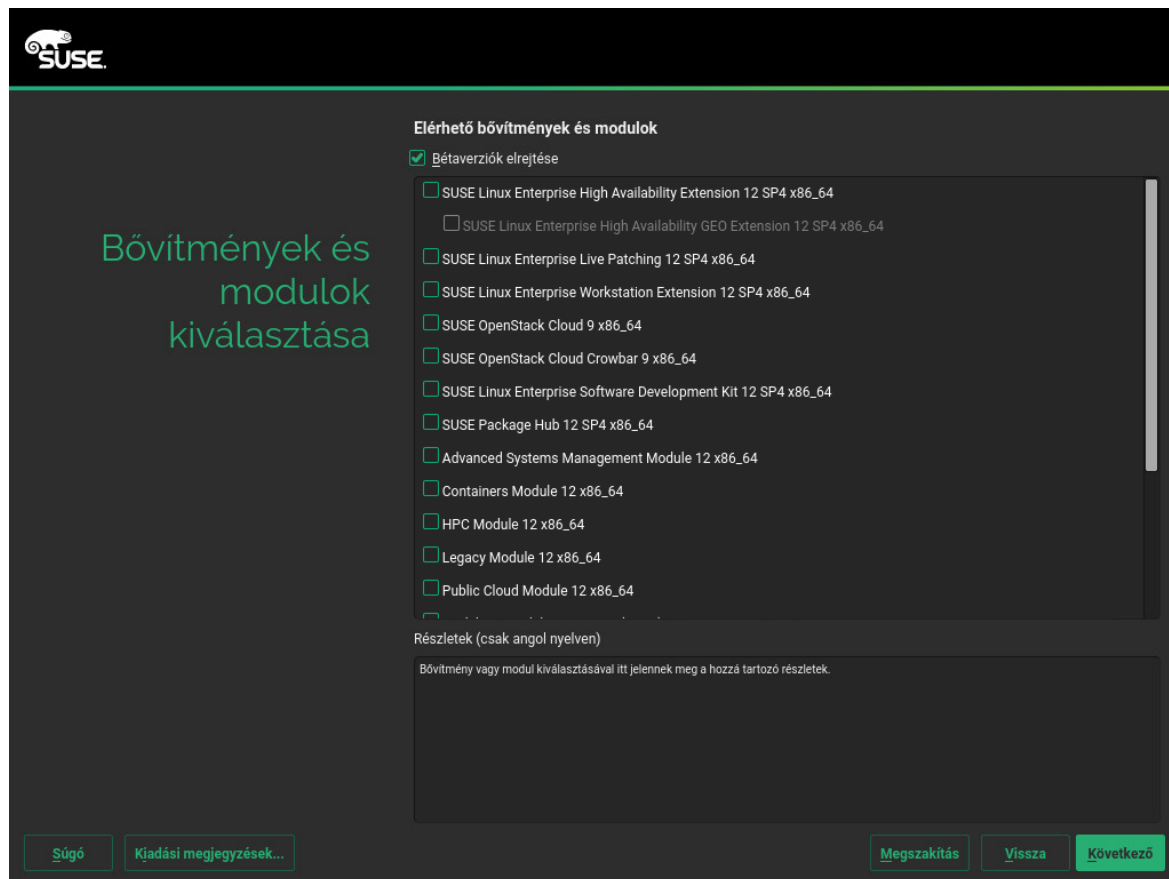 SUSE.
Bővítmények és
modulok
kiválasztása
Elérhető bővítmények és modulok
Bétaverziók elrejtése
SUSE Linux Enterprise High Availability Extension 12 SP4 x86_64
SUSE Linux Enterprise High Availability GEO Extension 12 SP4 x86_64
SUSE Linux Enterprise Live Patching 12 SP4 x86_64
SUSE Linux Enterprise Workstation Extension 12 SP4 x86_64
SUSE OpenStack Cloud 9 x86_64
SUSE OpenStack Cloud Crowbar 9 x86_64
SUSE Linux Enterprise Software Development Kit 12 SP4 x86_64
SUSE Package Hub 12 SP4 x86_64
Advanced Systems Management Module 12 x86_64
Containers Module 12 x86_64
HPC Module 12 x86_64
Legacy Module 12 x86_64
Public Cloud Module 12 x86_64
Részletek (csak angol nyelven)
Bővítmény vagy modul kiválasztásával itt jelennek meg a hozzá tartozó részletek.
Súgó
Kiadási megjegyzések...
Megszakítás
Vissza
Következő